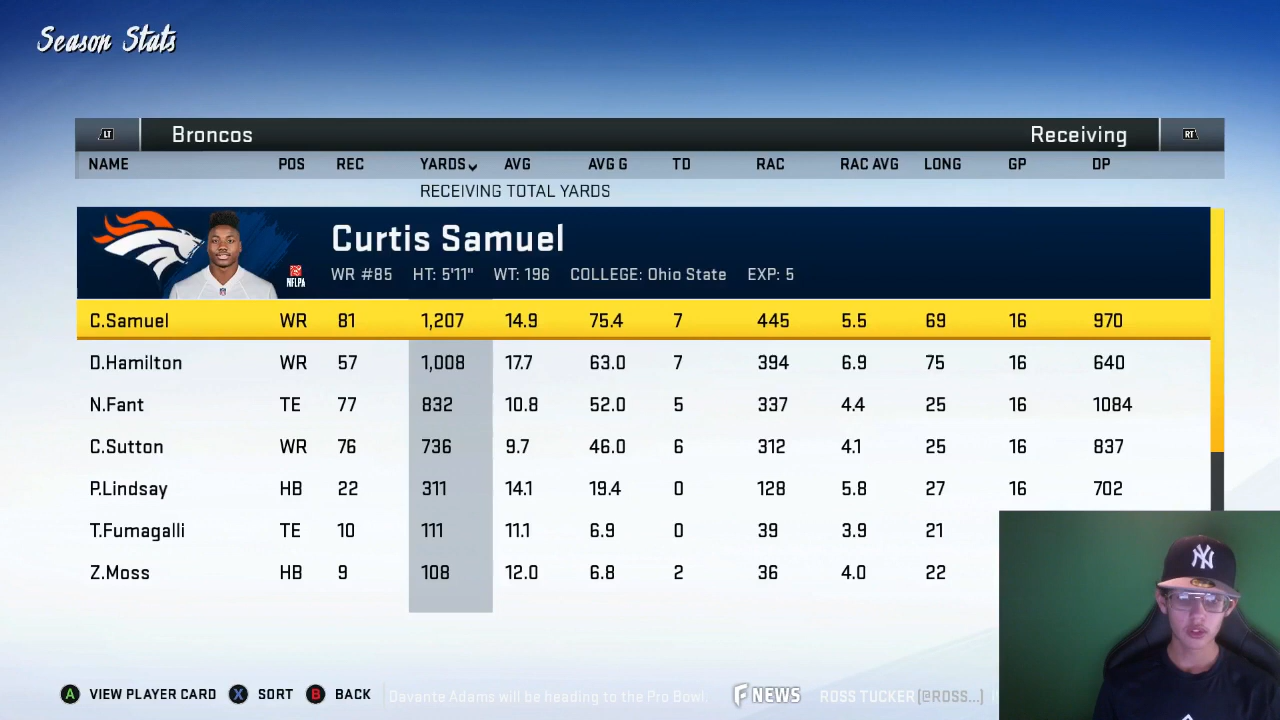 Season Stats
LT Broncos Receiving RT
NAME POS REC YARDS AVG AVG G TD RAC RAC AVG LONG GP DP
RECEIVING TOTAL YARDS
Curtis Samuel
WR #85 HT: 5'11" WT: 196 COLLEGE: Ohio State EXP: 5
NFLPA
C.Samuel WR 81 1,207 14.9 75.4 7 445 5.5 69 16 970
D.Hamilton WR 57 1,008 17.7 63.0 7 394 6.9 75 16 640
N.Fant TE 77 832 10.8 52.0 5 337 4.4 25 16 1084
C.Sutton WR 76 736 9.7 46.0 6 312 4.1 25 16 837
P.Lindsay HB 22 311 14.1 19.4 0 128 5.8 27 16 702
T.Fumagalli TE 10 111 11.1 6.9 0 39 3.9 21
Z.Moss HB 9 108 12.0 6.8 2 36 4.0 22
NY
A VIEW PLAYER CARD X SORT B BACK Davante Adams will be heading to the Pro Bowl. F NEWS ROSS TUCKER (@ROSS...)